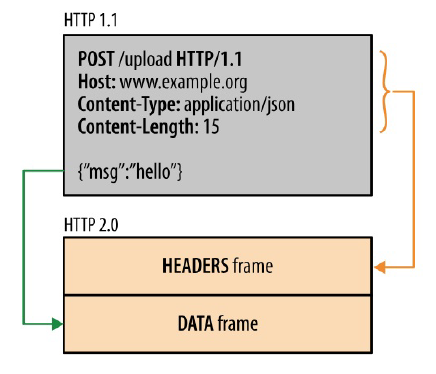 HTTP 1.1
POST /upload HTTP/1.1
Host: www.example.org
Content-Type: application/json
Content-Length: 15
{"msg":"hello"}
HTTP 2.0
HEADERS frame
DATA frame